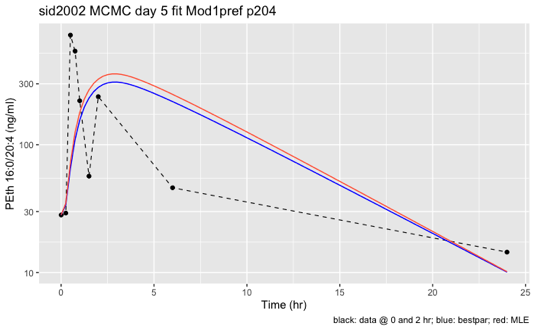 sid2002 MCMC day 5 fit Mod1pref p204
PEth 16:0/20:4 (ng/ml)
300
100
30
10
0
5
10
15
20
25
Time (hr)
black: data @ 0 and 2 hr; blue: bestpar; red: MLE